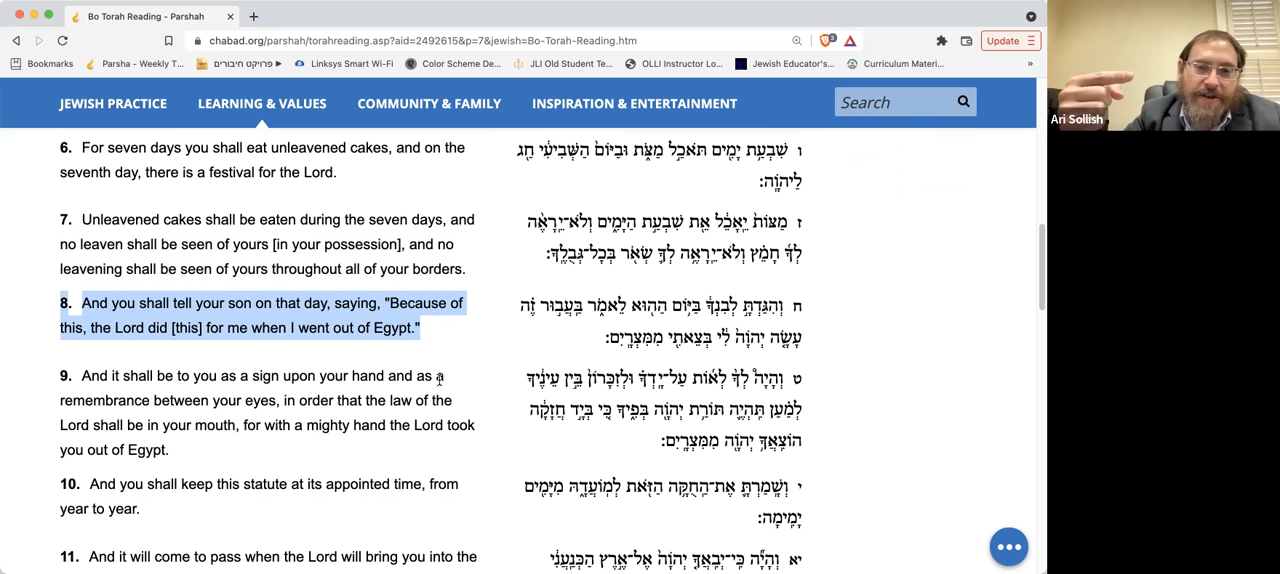 Bo Torah Reading - Parshah
chabad.org/parshah/torahreading.asp?aid=2492615&p=7&jewish=Bo-Torah-Reading.htm
3
Update
Bookmarks
Parsha - Weekly T...
פרויקט חיבורים
Linksys Smart Wi-Fi
Color Scheme De...
JLI Old Student Te...
OLLI Instructor Lo...
Jewish Educator's...
Curriculum Materi...
»
Ari Sollish
JEWISH PRACTICE
LEARNING & VALUES
COMMUNITY & FAMILY
INSPIRATION & ENTERTAINMENT
Search
6. For seven days you shall eat unleavened cakes, and on the
seventh day, there is a festival for the Lord.
ו שִׁבְעַ֥ת יָמִ֖ים תֹּאכַ֣ל מַצֹּ֑ת וּבַיּוֹם֙ הַשְּׁבִיעִ֔י חַ֖ג
לַיהֹוָֽה:
7. Unleavened cakes shall be eaten during the seven days, and
no leaven shall be seen of yours [in your possession], and no
leavening shall be seen of yours throughout all of your borders.
ז מַצּוֹת֙ יֵֽאָכֵ֔ל אֵ֖ת שִׁבְעַ֣ת הַיָּמִ֑ים וְלֹא־יֵֽרָאֶ֨ה
לְךָ֜ חָמֵ֗ץ וְלֹא־יֵֽרָאֶ֥ה לְךָ֛ שְׂאֹ֖ר בְּכָל־גְּבֻלֶֽךָ:
8. And you shall tell your son on that day, saying, "Because of
this, the Lord did [this] for me when I went out of Egypt."
ח וְהִגַּדְתָּ֣ לְבִנְךָ֔ בַּיּ֥וֹם הַה֖וּא לֵאמֹ֑ר בַּֽעֲב֣וּר זֶ֗ה
עָשָׂ֤ה יְהֹוָה֙ לִ֔י בְּצֵאתִ֖י מִמִּצְרָֽיִם:
9. And it shall be to you as a sign upon your hand and as a
remembrance between your eyes, in order that the law of the
Lord shall be in your mouth, for with a mighty hand the Lord took
you out of Egypt.
ט וְהָיָה֩ לְךָ֨ לְא֜וֹת עַל־יָֽדְךָ֗ וּלְזִכָּרוֹן֙ בֵּ֣ין עֵינֶ֔יךָ
לְמַ֗עַן תִּֽהְיֶ֛ה תּוֹרַ֥ת יְהֹוָ֖ה בְּפִ֑יךָ כִּ֚י בְּיָ֣ד חֲזָקָ֔ה
הוֹצִֽאֲךָ֥ יְהֹוָ֖ה מִמִּצְרָֽיִם:
10. And you shall keep this statute at its appointed time, from
year to year.
י וְשָֽׁמַרְתָּ֛ אֶת־הַֽחֻקָּ֥ה הַזֹּ֖את לְמֽוֹעֲדָ֑הּ מִיָּמִ֖ים
יָמִֽימָה:
11. And it will come to pass when the Lord will bring you into the
יא וְהָיָ֞ה כִּֽי־יְבִֽאֲךָ֤ יְהֹוָה֙ אֶל־אֶ֣רֶץ הַכְּנַֽעֲנִ֔י